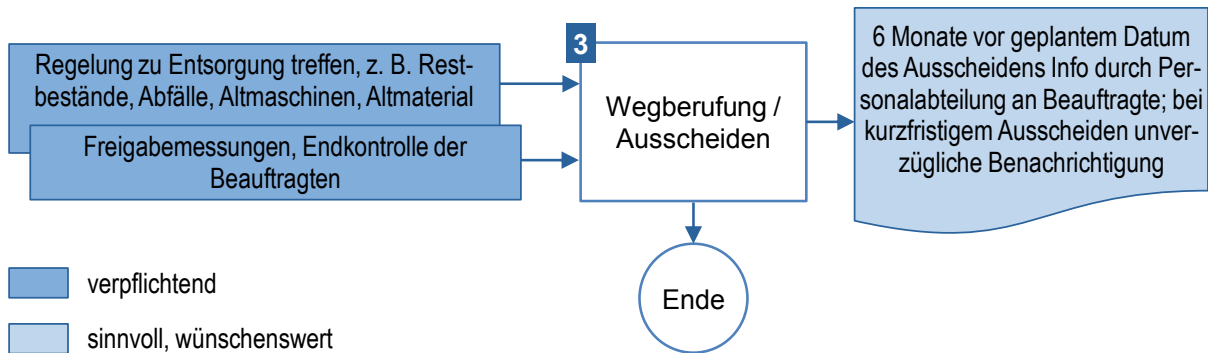 Regelung zu Entsorgung treffen, z. B. Rest-
bestände, Abfälle, Altmaschinen, Altmaterial
Freigabemessungen, Endkontrolle der
Beauftragten
3
Wegberufung /
Ausscheiden
6 Monate vor geplantem Datum
des Ausscheidens Info durch Per-
sonalabteilung an Beauftragte; bei
kurzfristigem Ausscheiden unver-
zügliche Benachrichtigung
Ende
verpflichtend
sinnvoll, wünschenswert